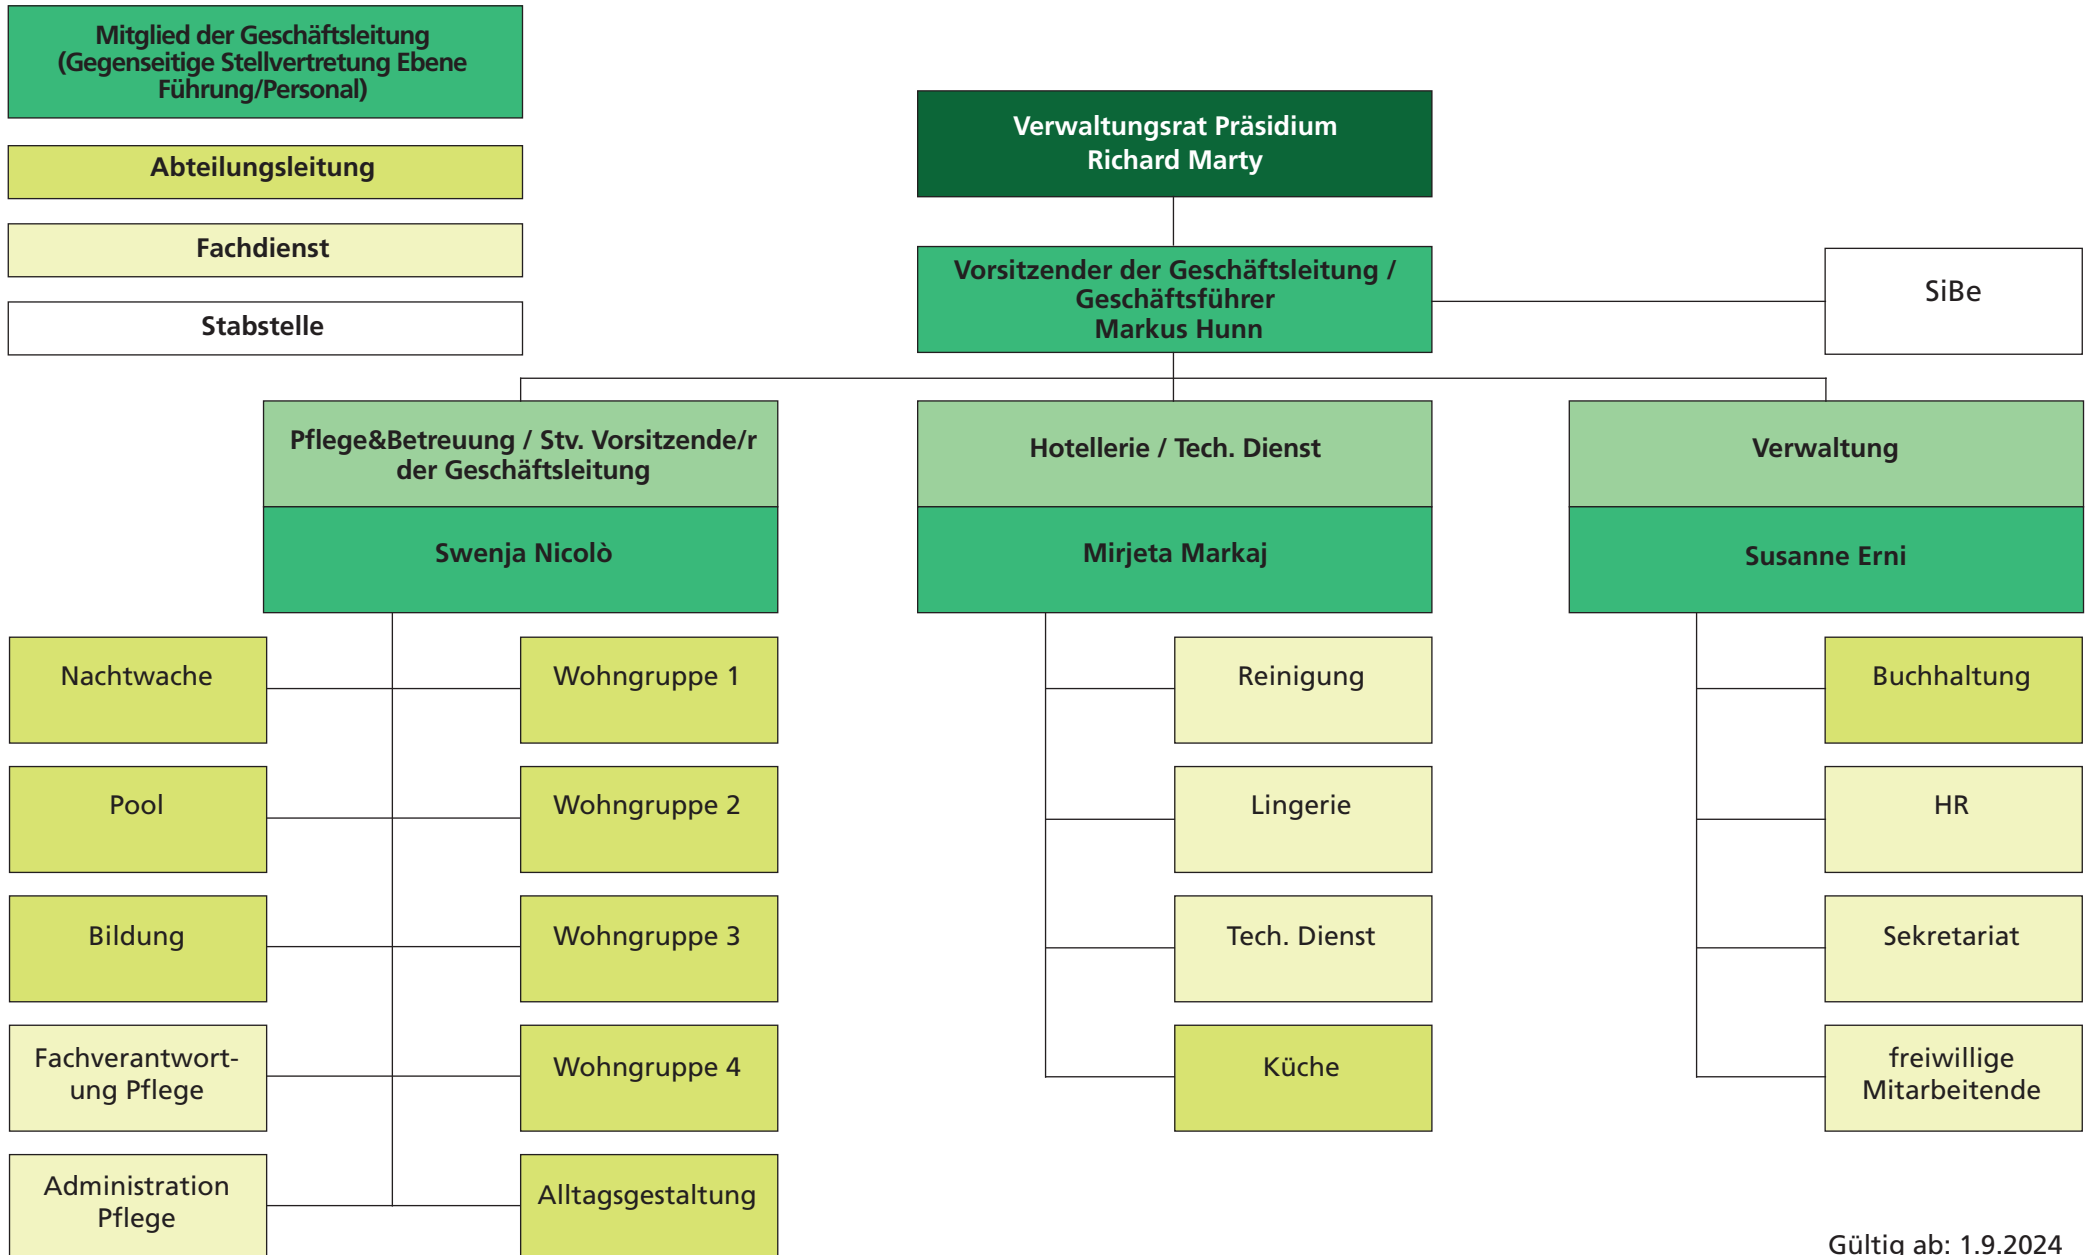 Mitglied der Geschäftsleitung
(Gegenseitige Stellvertretung Ebene
Führung/Personal)
Abteilungsleitung
Fachdienst
Stabstelle
Verwaltungsrat Präsidium
Richard Marty
Vorsitzender der Geschäftsleitung /
Geschäftsführer
Markus Hunn
SiBe
Pflege&Betreuung / Stv. Vorsitzende/r
der Geschäftsleitung
Swenja Nicolò
Hotellerie / Tech. Dienst
Mirjeta Markaj
Verwaltung
Susanne Erni
Nachtwache
Pool
Bildung
Fachverantwort-
ung Pflege
Administration
Pflege
Wohngruppe 1
Wohngruppe 2
Wohngruppe 3
Wohngruppe 4
Alltagsgestaltung
Reinigung
Lingerie
Tech. Dienst
Küche
Buchhaltung
HR
Sekretariat
freiwillige
Mitarbeitende
Gültig ab: 1.9.2024